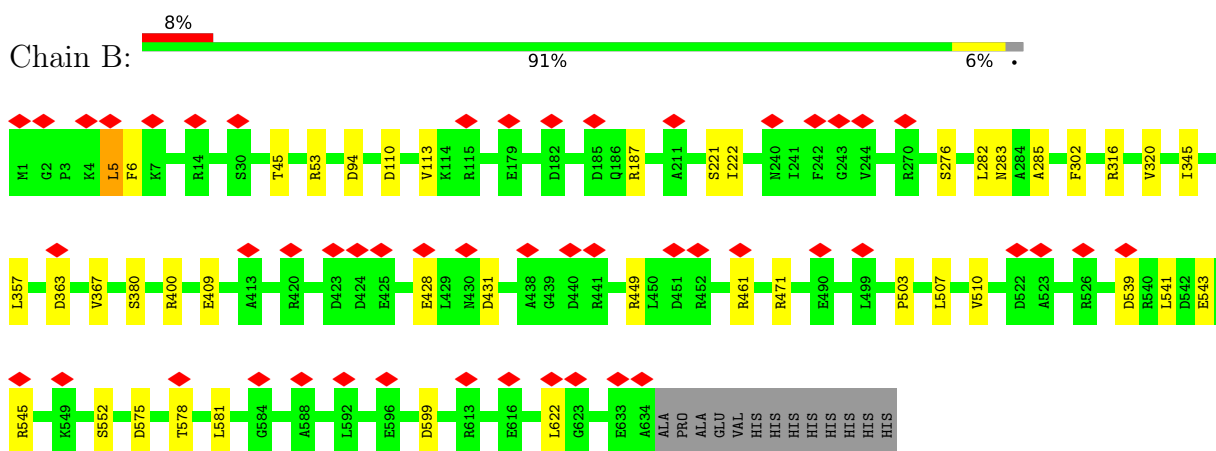 8%
Chain B:
91% 6% •
M1 G2 P3 K4 L5 F6 K7 R14 S30 T45 R53 D94 D110 V113 K114 R115 E179 D182 D185 Q186 R187 A211 S221 I222 N240 I241 F242 G243 V244 R270 S276 L282 N283 A284 A285 F302 R316 V320 I345
L357 D363 V367 S380 R400 E409 A413 R420 D423 D424 E425 E428 L429 N430 D431 A438 G439 D440 R441 R449 L450 D451 R452 R461 R471 E490 L499 P503 L507 V510 D522 A523 R526 D539 R540 L541 D542 E543
R545 K549 S552 D575 T578 L581 G584 A588 L592 E596 D599 R613 E616 L622 G623 E633 A634 ALA PRO ALA GLU VAL HIS HIS HIS HIS HIS HIS HIS HIS